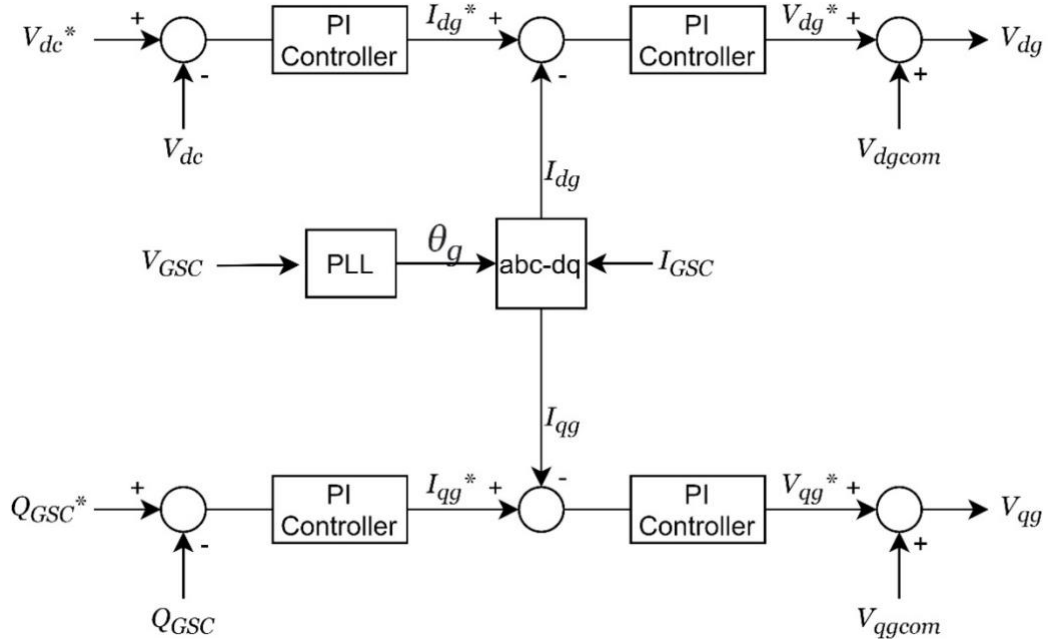 V_dc* + - PI Controller I_dg* + - PI Controller V_dg* + + V_dg
V_dc V_dgcom
I_dg
V_GSC PLL θ_g abc-dq I_GSC
I_qg
Q_GSC* + - PI Controller I_qg* + - PI Controller V_qg* + + V_qg
Q_GSC V_qgcom